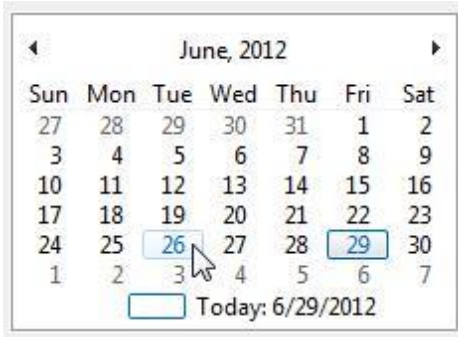 June, 2012
Sun Mon Tue Wed Thu Fri Sat
27 28 29 30 31 1 2
3 4 5 6 7 8 9
10 11 12 13 14 15 16
17 18 19 20 21 22 23
24 25 26 27 28 29 30
1 2 3 4 5 6 7
Today: 6/29/2012